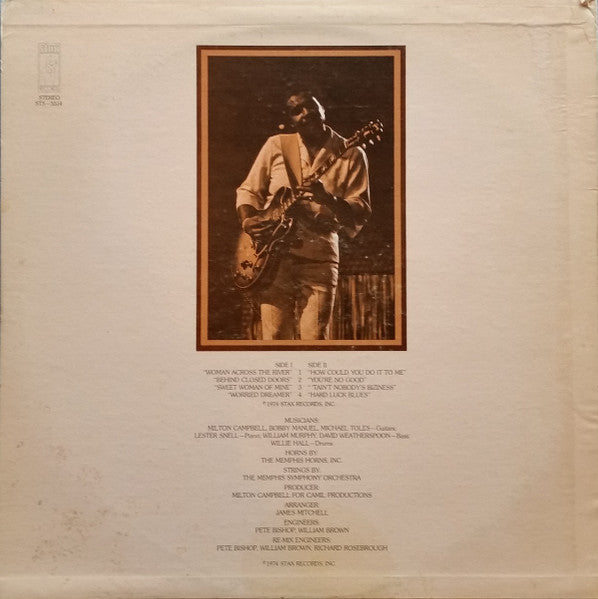 STAX
STEREO
STS-5514
SIDE I SIDE II
"WOMAN ACROSS THE RIVER" 1 "HOW COULD YOU DO IT TO ME"
"BEHIND CLOSED DOORS" 2 "YOU'RE NO GOOD"
"SWEET WOMAN OF MINE" 3 "'TAIN'T NOBODY'S BIZNESS"
"WORRIED DREAMER" 4 "HARD LUCK BLUES"
℗1974 STAX RECORDS, INC.
MUSICIANS:
MILTON CAMPBELL, BOBBY MANUEL, MICHAEL TOLES—Guitars;
LESTER SNELL—Piano; WILLIAM MURPHY, DAVID WEATHERSPOON—Bass;
WILLIE HALL—Drums
HORNS BY:
THE MEMPHIS HORNS, INC.
STRINGS BY:
THE MEMPHIS SYMPHONY ORCHESTRA
PRODUCER:
MILTON CAMPBELL FOR CAMIL PRODUCTIONS
ARRANGER:
JAMES MITCHELL
ENGINEERS:
PETE BISHOP, WILLIAM BROWN
RE-MIX ENGINEERS:
PETE BISHOP, WILLIAM BROWN, RICHARD ROSEBROUGH
℗1974 STAX RECORDS, INC.